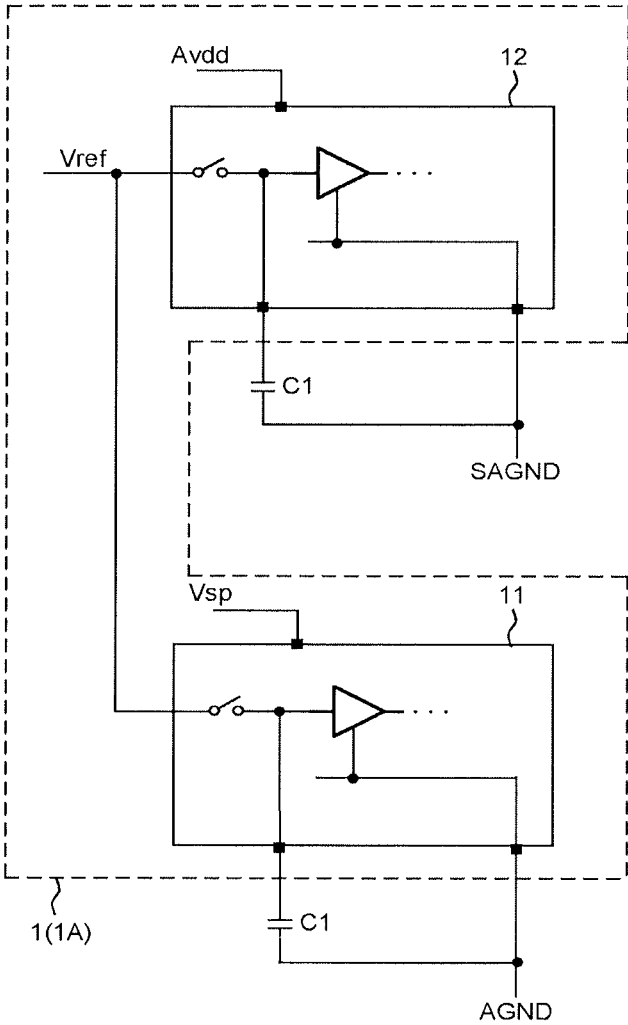 Avdd
12
Vref
C1
SAGND
Vsp
11
C1
1(1A)
AGND